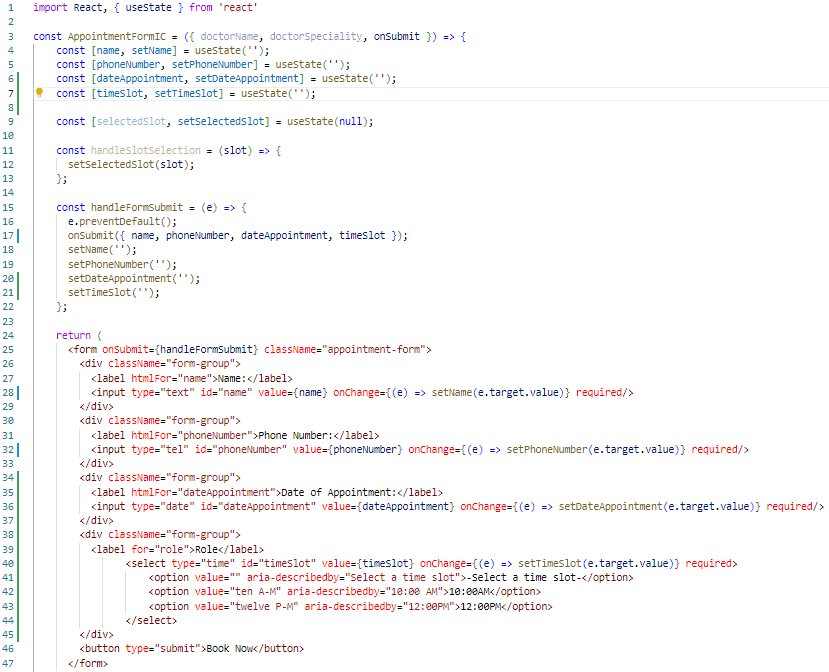 1 import React, { useState } from 'react'
2
3 const AppointmentFormIC = ({ doctorName, doctorSpeciality, onSubmit }) => {
4 const [name, setName] = useState('');
5 const [phoneNumber, setPhoneNumber] = useState('');
6 const [dateAppointment, setDateAppointment] = useState('');
7 const [timeSlot, setTimeSlot] = useState('');
8
9 const [selectedSlot, setSelectedSlot] = useState(null);
10
11 const handleSlotSelection = (slot) => {
12 setSelectedSlot(slot);
13 };
14
15 const handleFormSubmit = (e) => {
16 e.preventDefault();
17 onSubmit({ name, phoneNumber, dateAppointment, timeSlot });
18 setName('');
19 setPhoneNumber('');
20 setDateAppointment('');
21 setTimeSlot('');
22 };
23
24 return (
25 <form onSubmit={handleFormSubmit} className="appointment-form">
26 <div className="form-group">
27 <label htmlFor="name">Name:</label>
28 <input type="text" id="name" value={name} onChange={(e) => setName(e.target.value)} required/>
29 </div>
30 <div className="form-group">
31 <label htmlFor="phoneNumber">Phone Number:</label>
32 <input type="tel" id="phoneNumber" value={phoneNumber} onChange={(e) => setPhoneNumber(e.target.value)} required/>
33 </div>
34 <div className="form-group">
35 <label htmlFor="dateAppointment">Date of Appointment:</label>
36 <input type="date" id="dateAppointment" value={dateAppointment} onChange={(e) => setDateAppointment(e.target.value)} required/>
37 </div>
38 <div className="form-group">
39 <label for="role">Role</label>
40 <select type="time" id="timeSlot" value={timeSlot} onChange={(e) => setTimeSlot(e.target.value)} required>
41 <option value="" aria-describedby="Select a time slot">-Select a time slot-</option>
42 <option value="ten A-M" aria-describedby="10:00 AM">10:00AM</option>
43 <option value="twelve P-M" aria-describedby="12:00PM">12:00PM</option>
44 </select>
45 </div>
46 <button type="submit">Book Now</button>
47 </form>